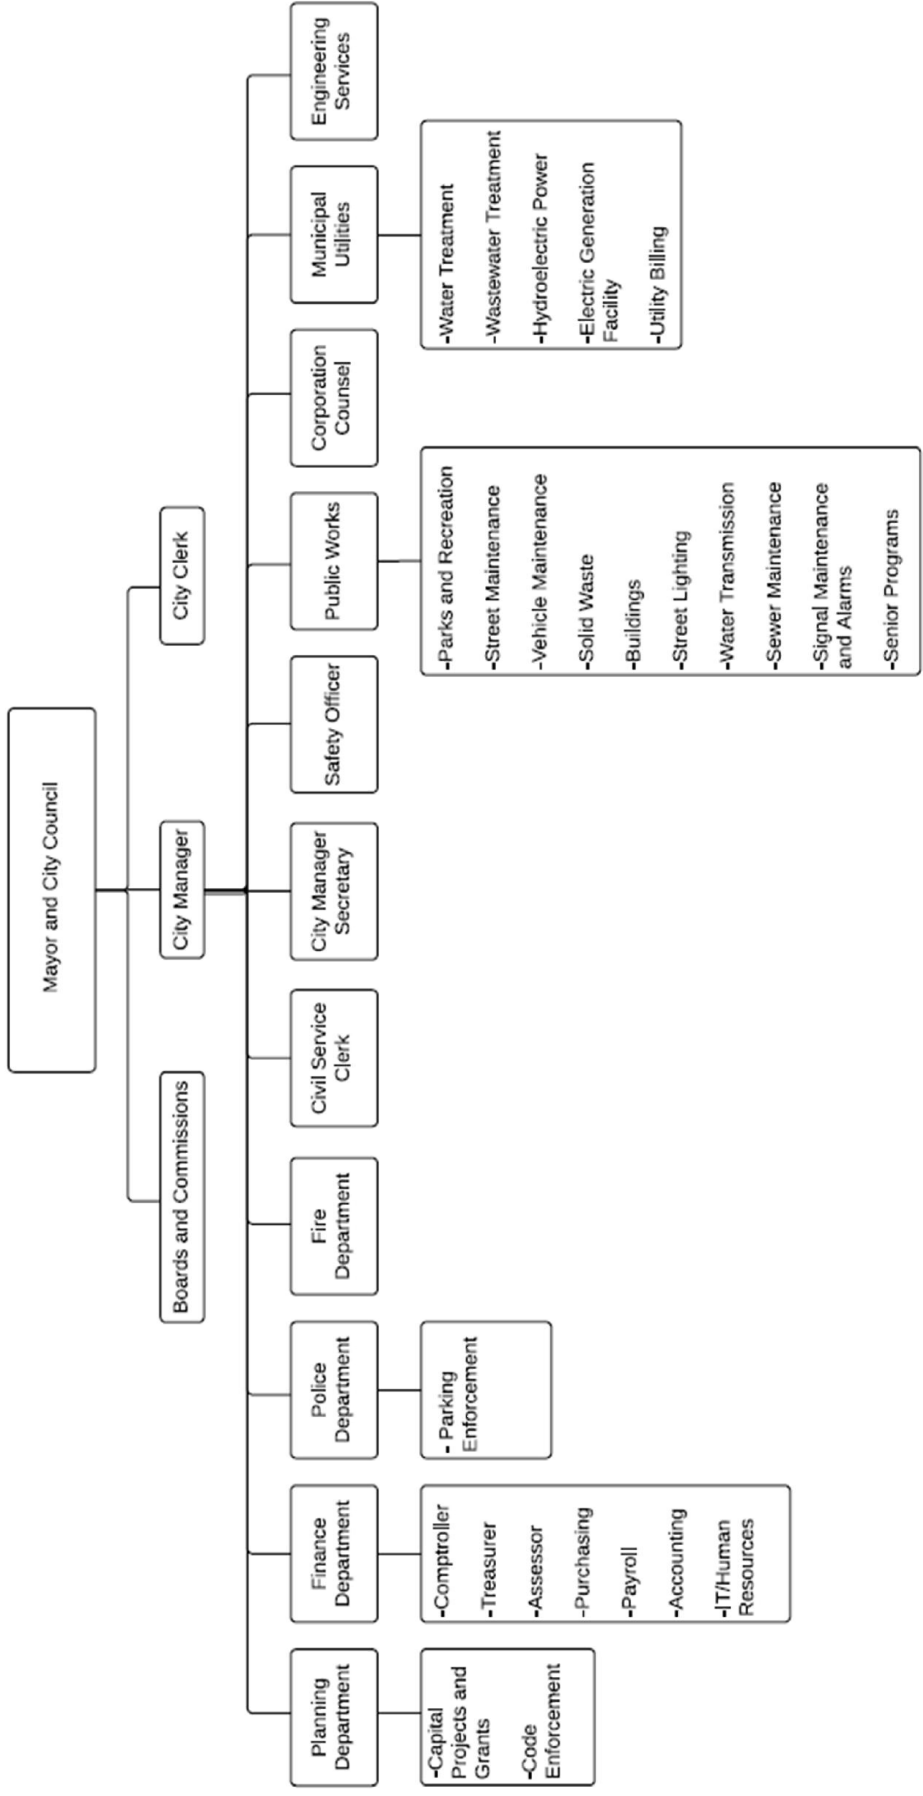 Mayor and City Council
Boards and Commissions
City Manager
City Clerk
Planning
Department
Finance
Department
Police
Department
Fire
Department
Civil Service
Clerk
City Manager
Secretary
Safety Officer
Public Works
Corporation
Counsel
Municipal
Utilities
Engineering
Services
-Capital
Projects and
Grants
-Code
Enforcement
-Comptroller
-Treasurer
-Assessor
-Purchasing
-Payroll
-Accounting
-IT/Human
Resources
- Parking
Enforcement
-Parks and Recreation
-Street Maintenance
-Vehicle Maintenance
-Solid Waste
-Buildings
-Street Lighting
-Water Transmission
-Sewer Maintenance
-Signal Maintenance
and Alarms
-Senior Programs
-Water Treatment
-Wastewater Treatment
-Hydroelectric Power
-Electric Generation
Facility
-Utility Billing